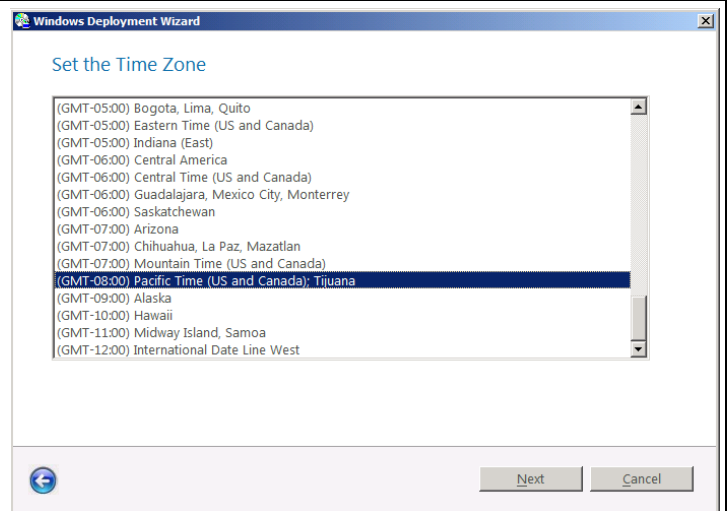 Windows Deployment Wizard
Set the Time Zone
(GMT-05:00) Bogota, Lima, Quito
(GMT-05:00) Eastern Time (US and Canada)
(GMT-05:00) Indiana (East)
(GMT-06:00) Central America
(GMT-06:00) Central Time (US and Canada)
(GMT-06:00) Guadalajara, Mexico City, Monterrey
(GMT-06:00) Saskatchewan
(GMT-07:00) Arizona
(GMT-07:00) Chihuahua, La Paz, Mazatlan
(GMT-07:00) Mountain Time (US and Canada)
(GMT-08:00) Pacific Time (US and Canada); Tijuana
(GMT-09:00) Alaska
(GMT-10:00) Hawaii
(GMT-11:00) Midway Island, Samoa
(GMT-12:00) International Date Line West
Next Cancel